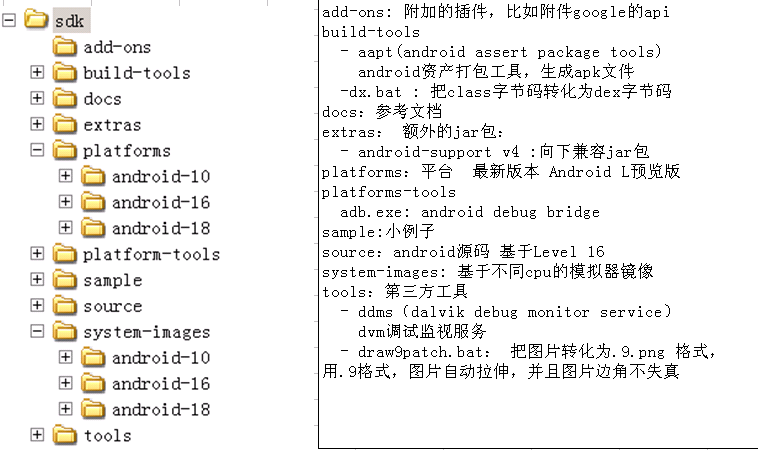 sdk
add-ons
build-tools
docs
extras
platforms
android-10
android-16
android-18
platform-tools
sample
source
system-images
android-10
android-16
android-18
tools
add-ons: 附加的插件，比如附件google的api
build-tools
- aapt(android assert package tools)
android资产打包工具，生成apk文件
-dx.bat : 把class字节码转化为dex字节码
docs: 参考文档
extras: 额外的jar包:
- android-support v4 :向下兼容jar包
platforms: 平台 最新版本 Android L预览版
platforms-tools
adb.exe: android debug bridge
sample:小例子
source: android源码 基于Level 16
system-images: 基于不同cpu的模拟器镜像
tools: 第三方工具
- ddms (dalvik debug monitor service)
dvm调试监视服务
- draw9patch.bat: 把图片转化为.9.png 格式,
用.9格式，图片自动拉伸，并且图片边角不失真